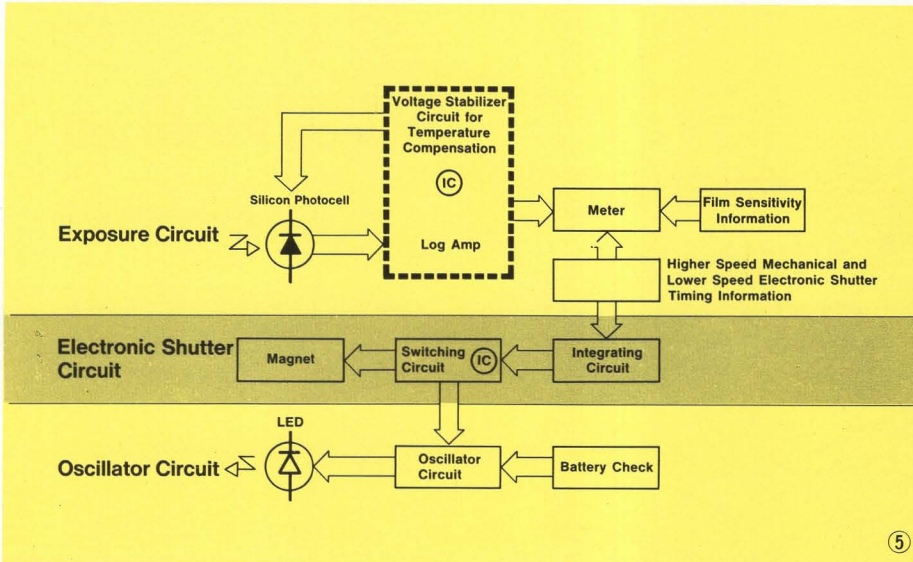 Voltage Stabilizer
Circuit for
Temperature
Compensation
IC
Silicon Photocell
Exposure Circuit
Log Amp
Meter
Film Sensitivity
Information
Higher Speed Mechanical and
Lower Speed Electronic Shutter
Timing Information
Electronic Shutter
Circuit
Magnet
Switching
Circuit
IC
Integrating
Circuit
LED
Oscillator Circuit
Oscillator
Circuit
Battery Check
5